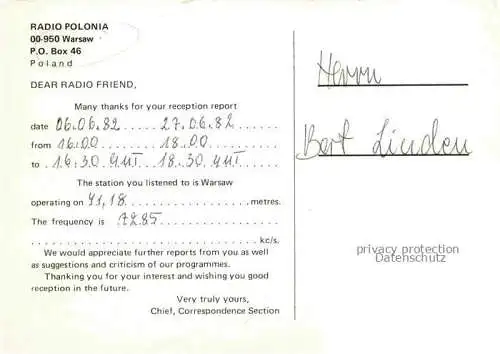 RADIO POLONIA
00-950 Warsaw
P.O. Box 46
Poland
DEAR RADIO FRIEND,
Many thanks for your reception report
date 06.06.82 ..... 27.06.82 ......
from 16.00 ........ 18.00 ........
to 16.30 GMT 18.30 GMT ......
The station you listened to is Warsaw
operating on 41,18 ................ metres.
The frequency is 7285 ................
................................ kc/s.
We would appreciate further reports from you as well
as suggestions and criticism of our programmes.
Thanking you for your interest and wishing you good
reception in the future.
Very truly yours,
Chief, Correspondence Section
Herrn
Bert Linden
privacy protection
Datenschutz